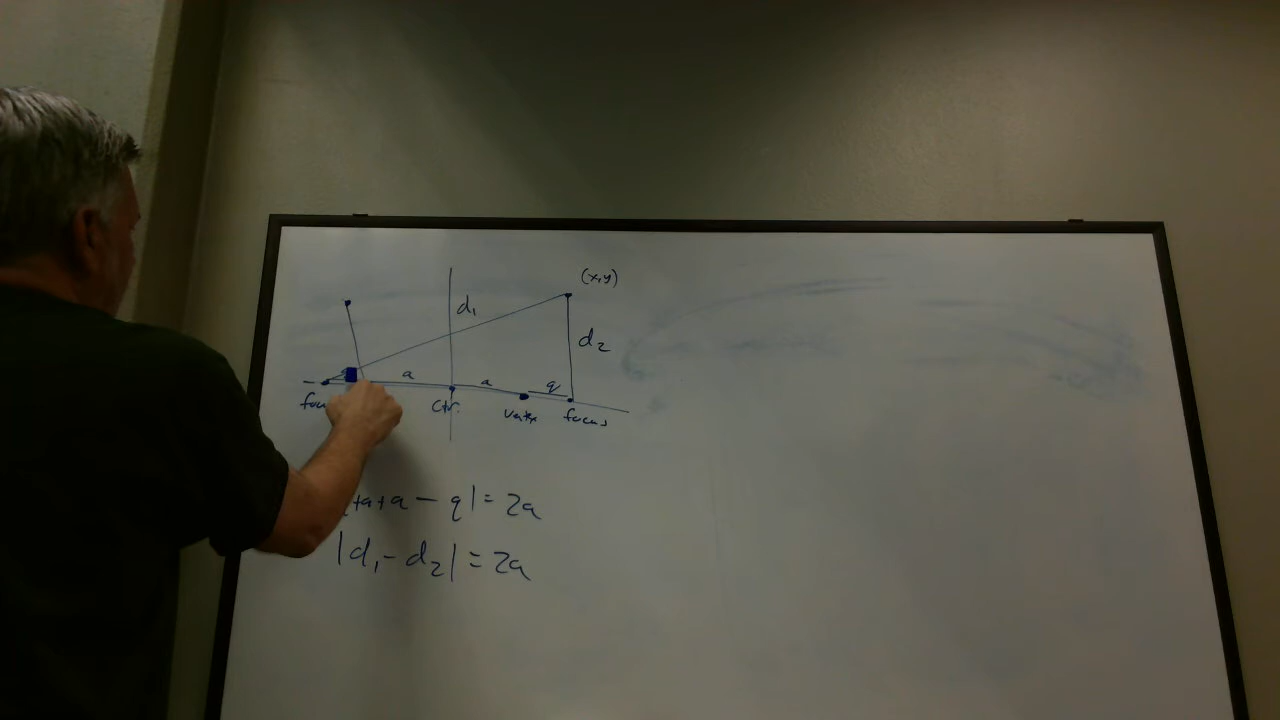 (x,y)
d₁
d₂
a a q
ctr. vertex focus
+a+a - q| = 2a
|d₁ - d₂| = 2a